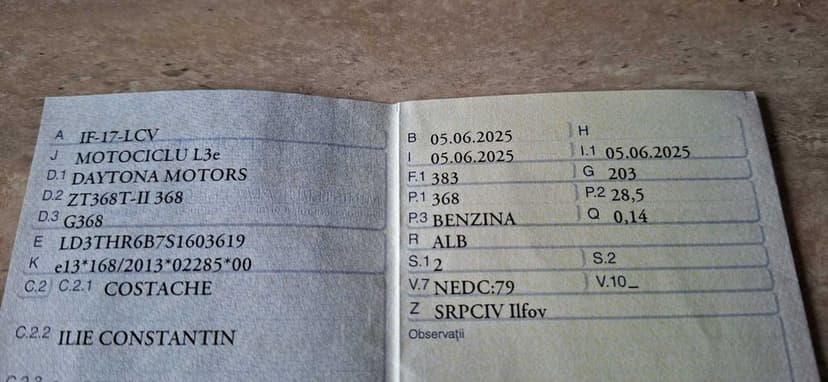 A IF-17-LCV
J MOTOCICLU L3e
D.1 DAYTONA MOTORS
D.2 ZT368T-II 368
D.3 G368
E LD3THR6B7S1603619
K e13*168/2013*02285*00
C.2 C.2.1 COSTACHE
C.2.2 ILIE CONSTANTIN
C.2.3
B 05.06.2025 H
I 05.06.2025 I.1 05.06.2025
F.1 383 G 203
P.1 368 P.2 28,5
P.3 BENZINA Q 0,14
R ALB
S.1 2 S.2
V.7 NEDC:79 V.10_
Z SRPCIV Ilfov
Observații